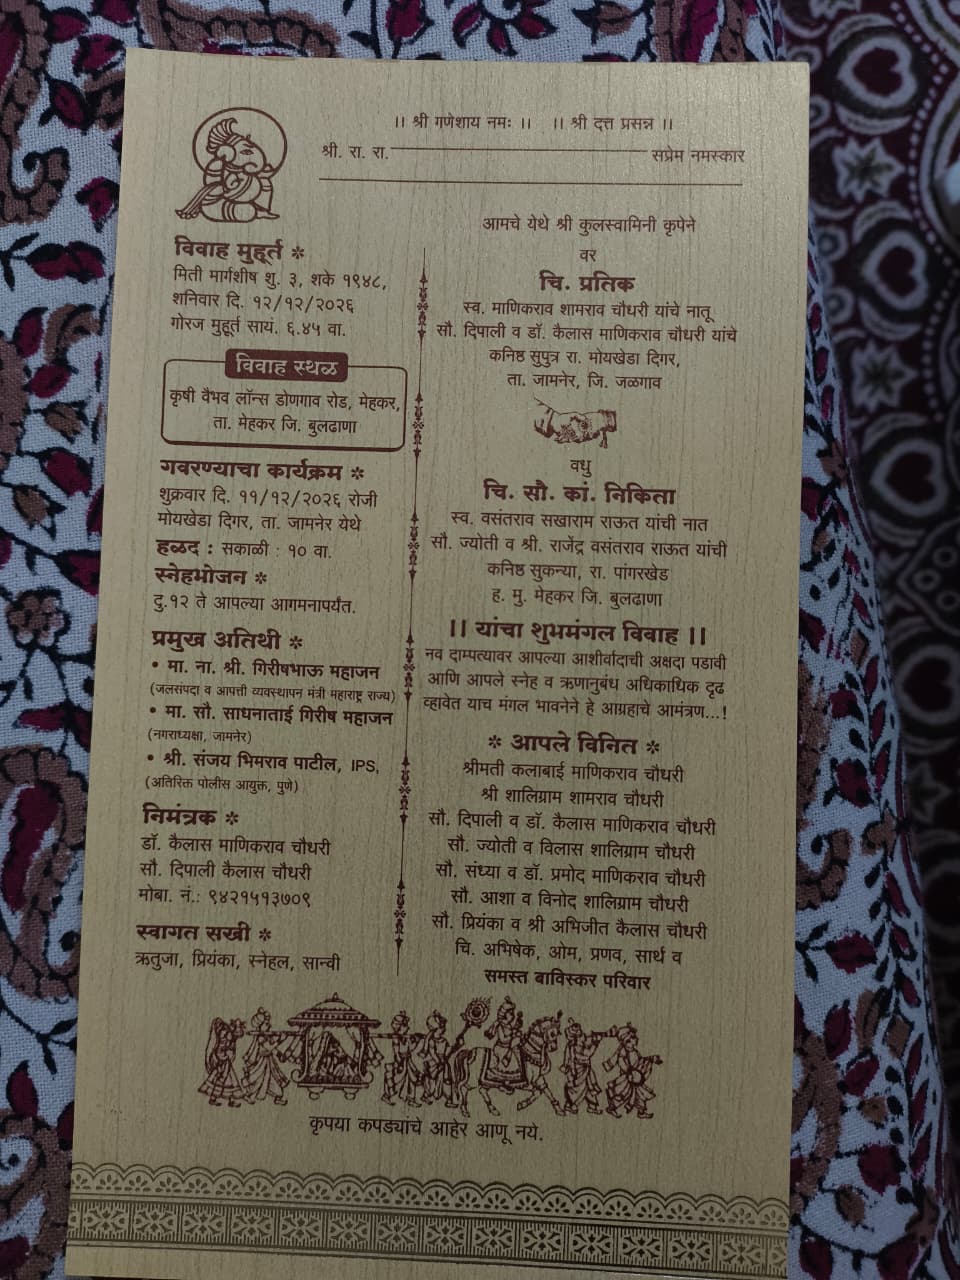 ।। श्री गणेशाय नमः ।। ।। श्री दत्त प्रसन्न ।।
श्री. रा. रा. सप्रेम नमस्कार
विवाह मुहूर्त
मिती मार्गशीष शु. ३, शके १९४८,
शनिवार दि. १२/१२/२०२६
गोरज मुहूर्त सायं. ६.४५ वा.
विवाह स्थळ
कृषी वैभव लॉन्स डोणगाव रोड, मेहकर,
ता. मेहकर जि. बुलढाणा
गवरण्याचा कार्यक्रम
शुक्रवार दि. ११/१२/२०२६ रोजी
मोयखेडा दिगर, ता. जामनेर येथे
हळद : सकाळी : १० वा.
स्नेहभोजन
दु.१२ ते आपल्या आगमनापर्यंत.
प्रमुख अतिथी
• मा. ना. श्री. गिरीषभाऊ महाजन
(जलसंपदा व आपत्ती व्यवस्थापन मंत्री महाराष्ट्र राज्य)
• मा. सौ. साधनाताई गिरीष महाजन
(नगराध्यक्षा, जामनेर)
• श्री. संजय भिमराव पाटील, IPS,
(अतिरिक्त पोलीस आयुक्त, पुणे)
निमंत्रक
डॉ. कैलास माणिकराव चौधरी
सौ. दिपाली कैलास चौधरी
मोबा. नं.: ९४२१५१३७०९
स्वागत सखी
ऋतुजा, प्रियंका, स्नेहल, सान्वी
आमचे येथे श्री कुलस्वामिनी कृपेने
वर
चि. प्रतिक
स्व. माणिकराव शामराव चौधरी यांचे नातू
सौ. दिपाली व डॉ. कैलास माणिकराव चौधरी यांचे
कनिष्ठ सुपुत्र रा. मोयखेडा दिगर,
ता. जामनेर, जि. जळगाव
वधु
चि. सौ. कां. निकिता
स्व. वसंतराव सखाराम राऊत यांची नात
सौ. ज्योती व श्री. राजेंद्र वसंतराव राऊत यांची
कनिष्ठ सुकन्या, रा. पांगरखेड
ह. मु. मेहकर जि. बुलढाणा
|| यांचा शुभमंगल विवाह ||
नव दाम्पत्यावर आपल्या आशीर्वादाची अक्षदा पडावी
आणि आपले स्नेह व ऋणानुबंध अधिकाधिक दृढ
व्हावेत याच मंगल भावनेने हे आग्रहाचे आमंत्रण...!
आपले विनित
श्रीमती कलाबाई माणिकराव चौधरी
श्री शालिग्राम शामराव चौधरी
सौ. दिपाली व डॉ. कैलास माणिकराव चौधरी
सौ. ज्योती व विलास शालिग्राम चौधरी
सौ. संध्या व डॉ. प्रमोद माणिकराव चौधरी
सौ. आशा व विनोद शालिग्राम चौधरी
सौ. प्रियंका व श्री अभिजीत कैलास चौधरी
चि. अभिषेक, ओम, प्रणव, सार्थ व
समस्त बाविस्कर परिवार
कृपया कपड्यांचे आहेर आणू नये.